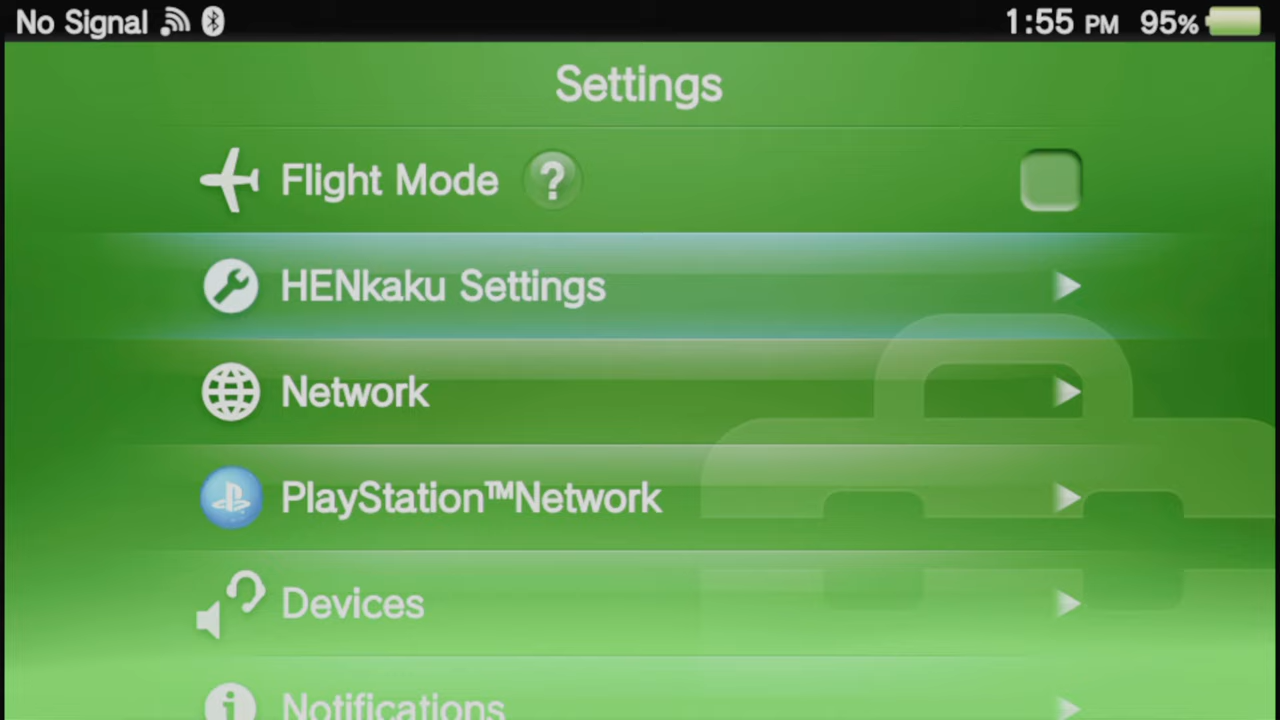 No Signal 1:55 PM 95%
Settings
Flight Mode ?
HENkaku Settings
Network
PlayStation™Network
Devices
Notifications